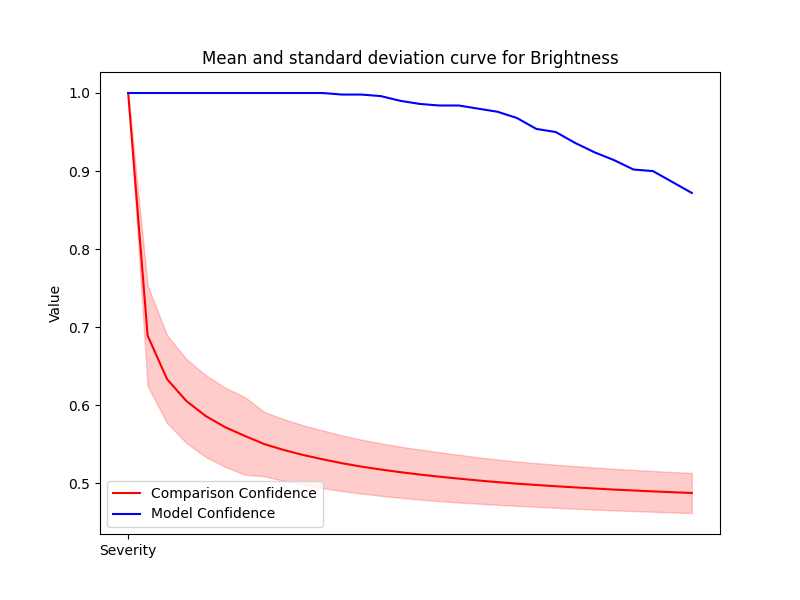 Mean and standard deviation curve for Brightness
Value
1.0
0.9
0.8
0.7
0.6
0.5
Comparison Confidence
Model Confidence
Severity